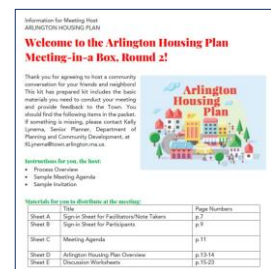 Information for Meeting Host
ARLINGTON HOUSING PLAN
Welcome to the Arlington Housing Plan
Meeting-in-a Box, Round 2!
Thank you for agreeing to host a community
conversation for your friends and neighbors!
This kit has prepared kit includes the basic
materials you need to conduct your meeting
and provide feedback to the Town. You
should find the following items in the packet.
If something is missing, please contact Kelly
Lynema, Senior Planner, Department of
Planning and Community Development, at
KLynema@town.arlington.ma.us
Arlington
Housing
Plan
Instructions for you, the host:
• Process Overview
• Sample Meeting Agenda
• Sample Invitation
Materials for you to distribute at the meeting:
Title Page Numbers
Sheet A Sign-in Sheet for Facilitators/Note Takers p.7
Sheet B Sign-in Sheet for Participants p.9
Sheet C Meeting Agenda p.11
Sheet D Arlington Housing Plan Overview p.13-14
Sheet E Discussion Worksheets p.15-23